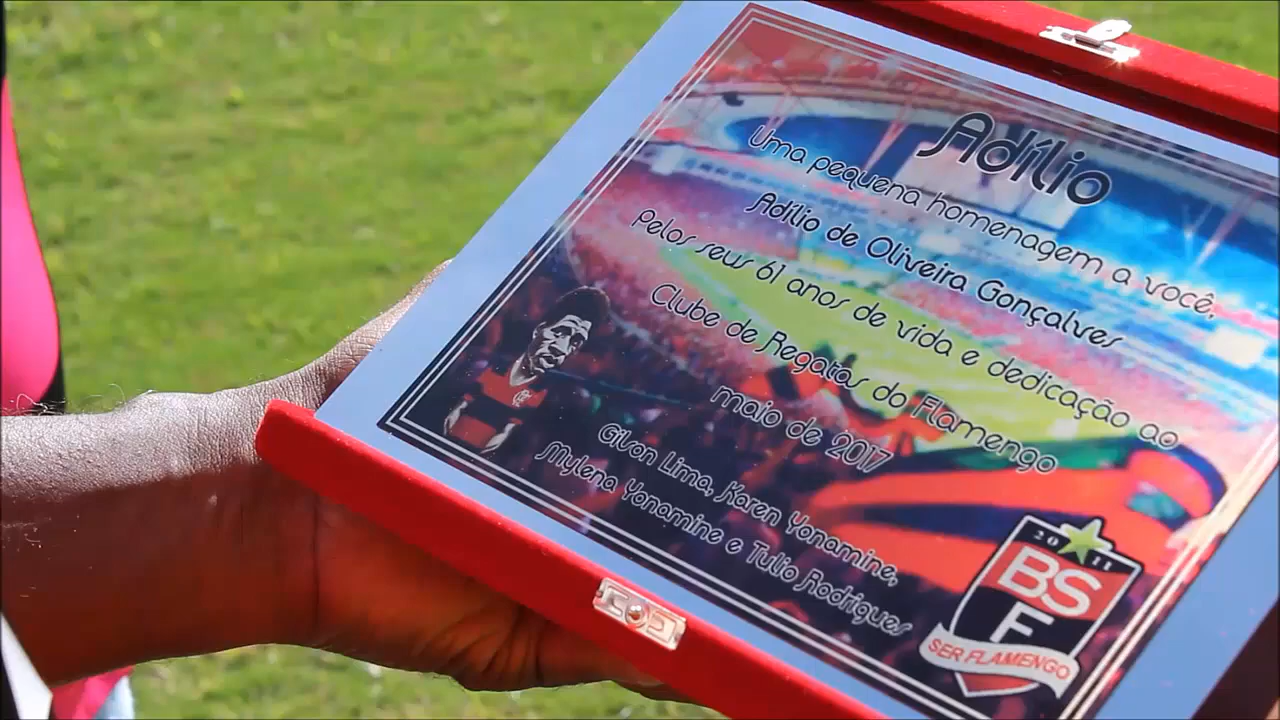 Adílio
Uma pequena homenagem a você,
Adílio de Oliveira Gonçalves
Pelos seus 61 anos de vida e dedicação ao
Clube de Regatas do Flamengo
maio de 2017
Gilson Lima, Karen Yonamine,
Mylena Yonamine e Tulio Rodrigues
2011
BS
F
SER FLAMENGO